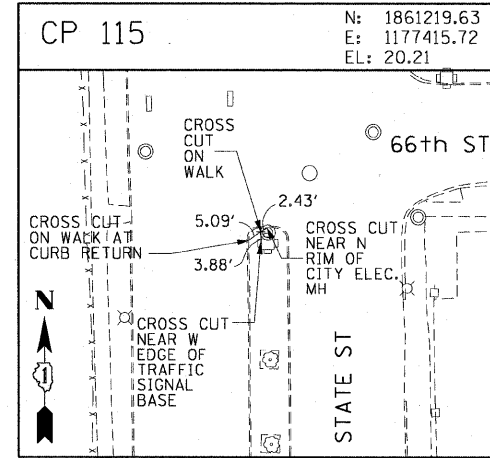 CP 115
N: 1861219.63
E: 1177415.72
EL: 20.21
CROSS
CUT
ON
WALK
66th ST
2.43'
5.09'
CROSS CUT
ON WALK AT
CURB RETURN
3.88'
CROSS CUT
NEAR N
RIM OF
CITY ELEC.
MH
N
1
CROSS CUT
NEAR W
EDGE OF
TRAFFIC
SIGNAL
BASE
STATE ST